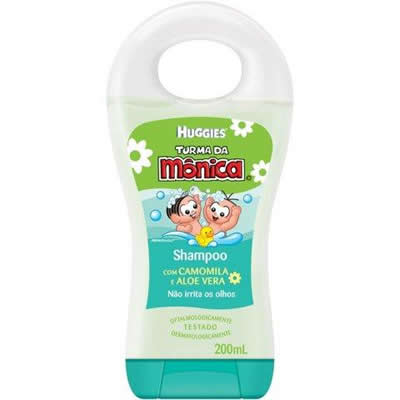 HUGGIES
TURMA DA
MÔNICA
Shampoo
COM CAMOMILA
E ALOE VERA
Não irrita os olhos
OFTALMOLOGICAMENTE
TESTADO
DERMATOLOGICAMENTE
200mL